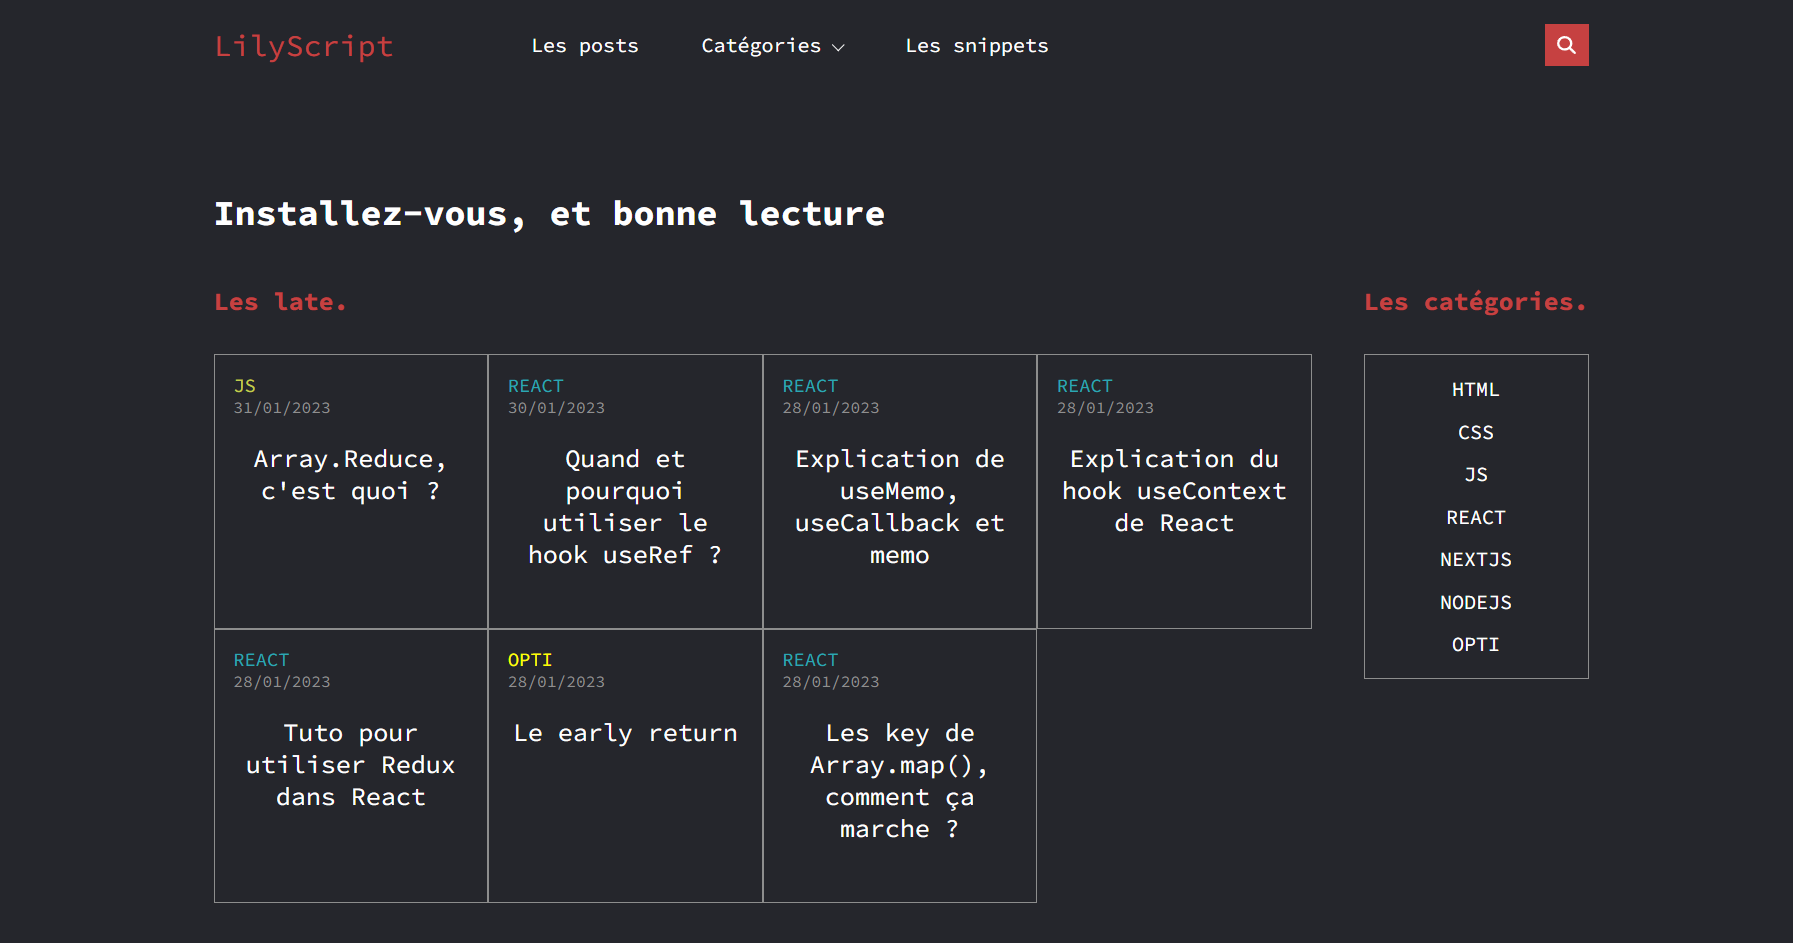 LilyScript
Les posts
Catégories
Les snippets
Installez-vous, et bonne lecture
Les late.
JS
31/01/2023
Array.Reduce,
c'est quoi ?
REACT
30/01/2023
Quand et
pourquoi
utiliser le
hook useRef ?
REACT
28/01/2023
Explication de
useMemo,
useCallback et
memo
REACT
28/01/2023
Explication du
hook useContext
de React
REACT
28/01/2023
Tuto pour
utiliser Redux
dans React
OPTI
28/01/2023
Le early return
REACT
28/01/2023
Les key de
Array.map(),
comment ça
marche ?
Les catégories.
HTML
CSS
JS
REACT
NEXTJS
NODEJS
OPTI